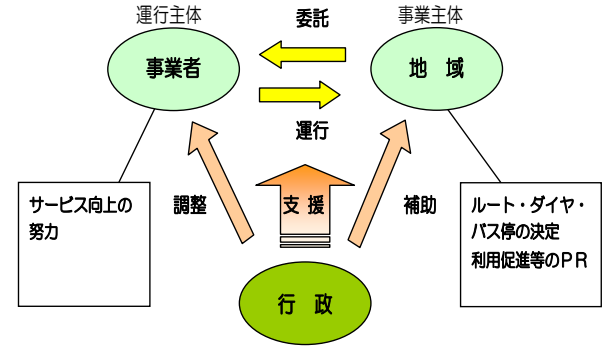 運行主体
委託
事業主体
事業者
地　域
運行
サービス向上の
努力
調整
支 援
補助
ルート・ダイヤ・
バス停の決定
利用促進等のＰＲ
行　政